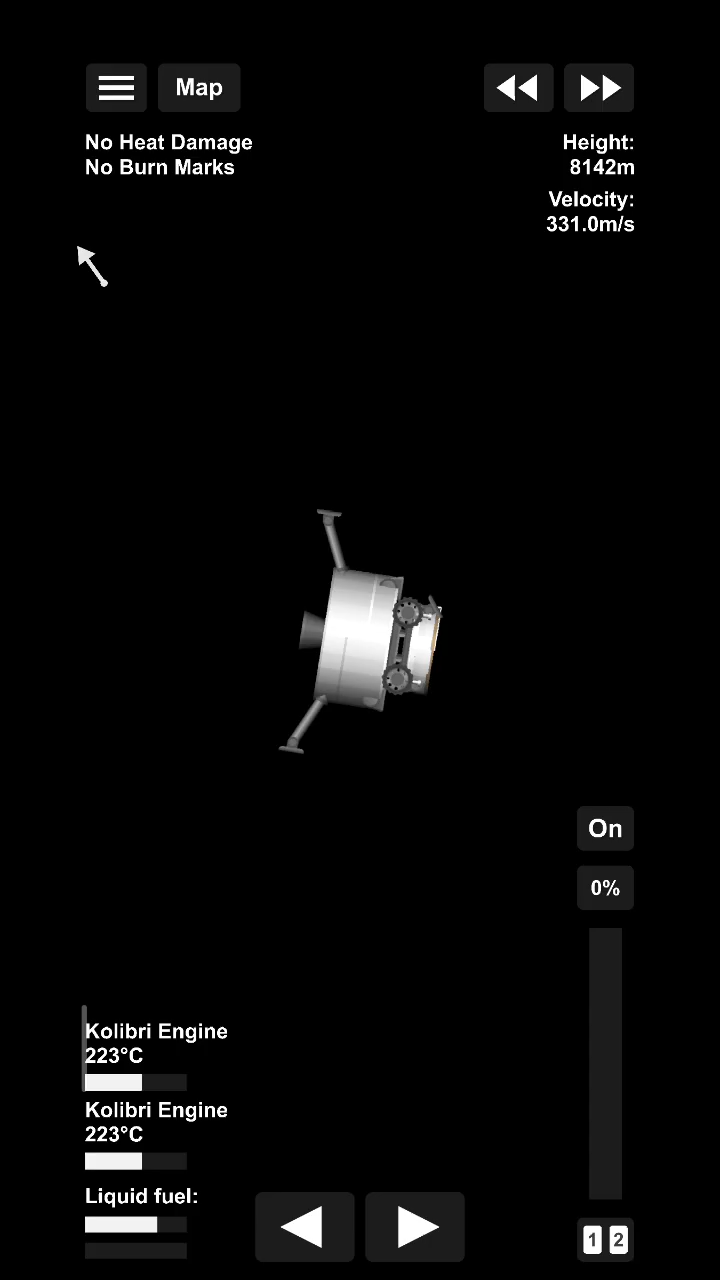 Map
No Heat Damage
No Burn Marks
Height:
8142m
Velocity:
331.0m/s
On
0%
Kolibri Engine
223°C
Kolibri Engine
223°C
Liquid fuel:
1 2